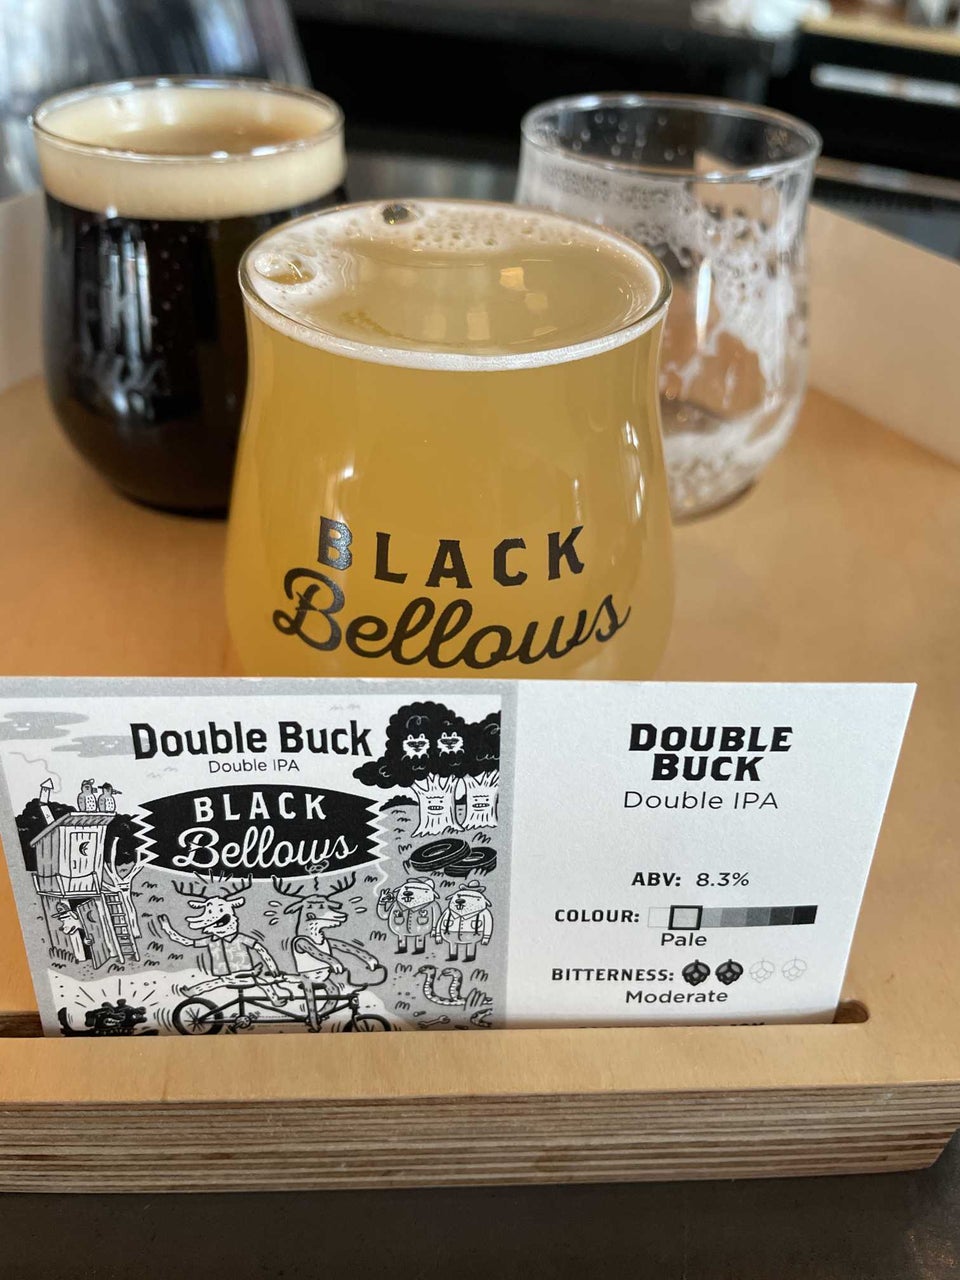 BLACK
Bellows
Double Buck
Double IPA
BLACK
Bellows
DOUBLE
BUCK
Double IPA
ABV: 8.3%
COLOUR:
Pale
BITTERNESS:
Moderate